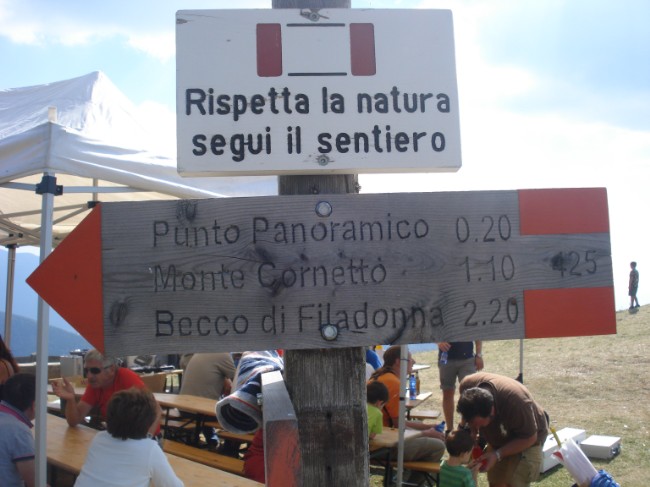 Rispetta la natura
segui il sentiero
Punto Panoramico 0.20
Monte Cornetto 1.10 425
Becco di Filadonna 2.20